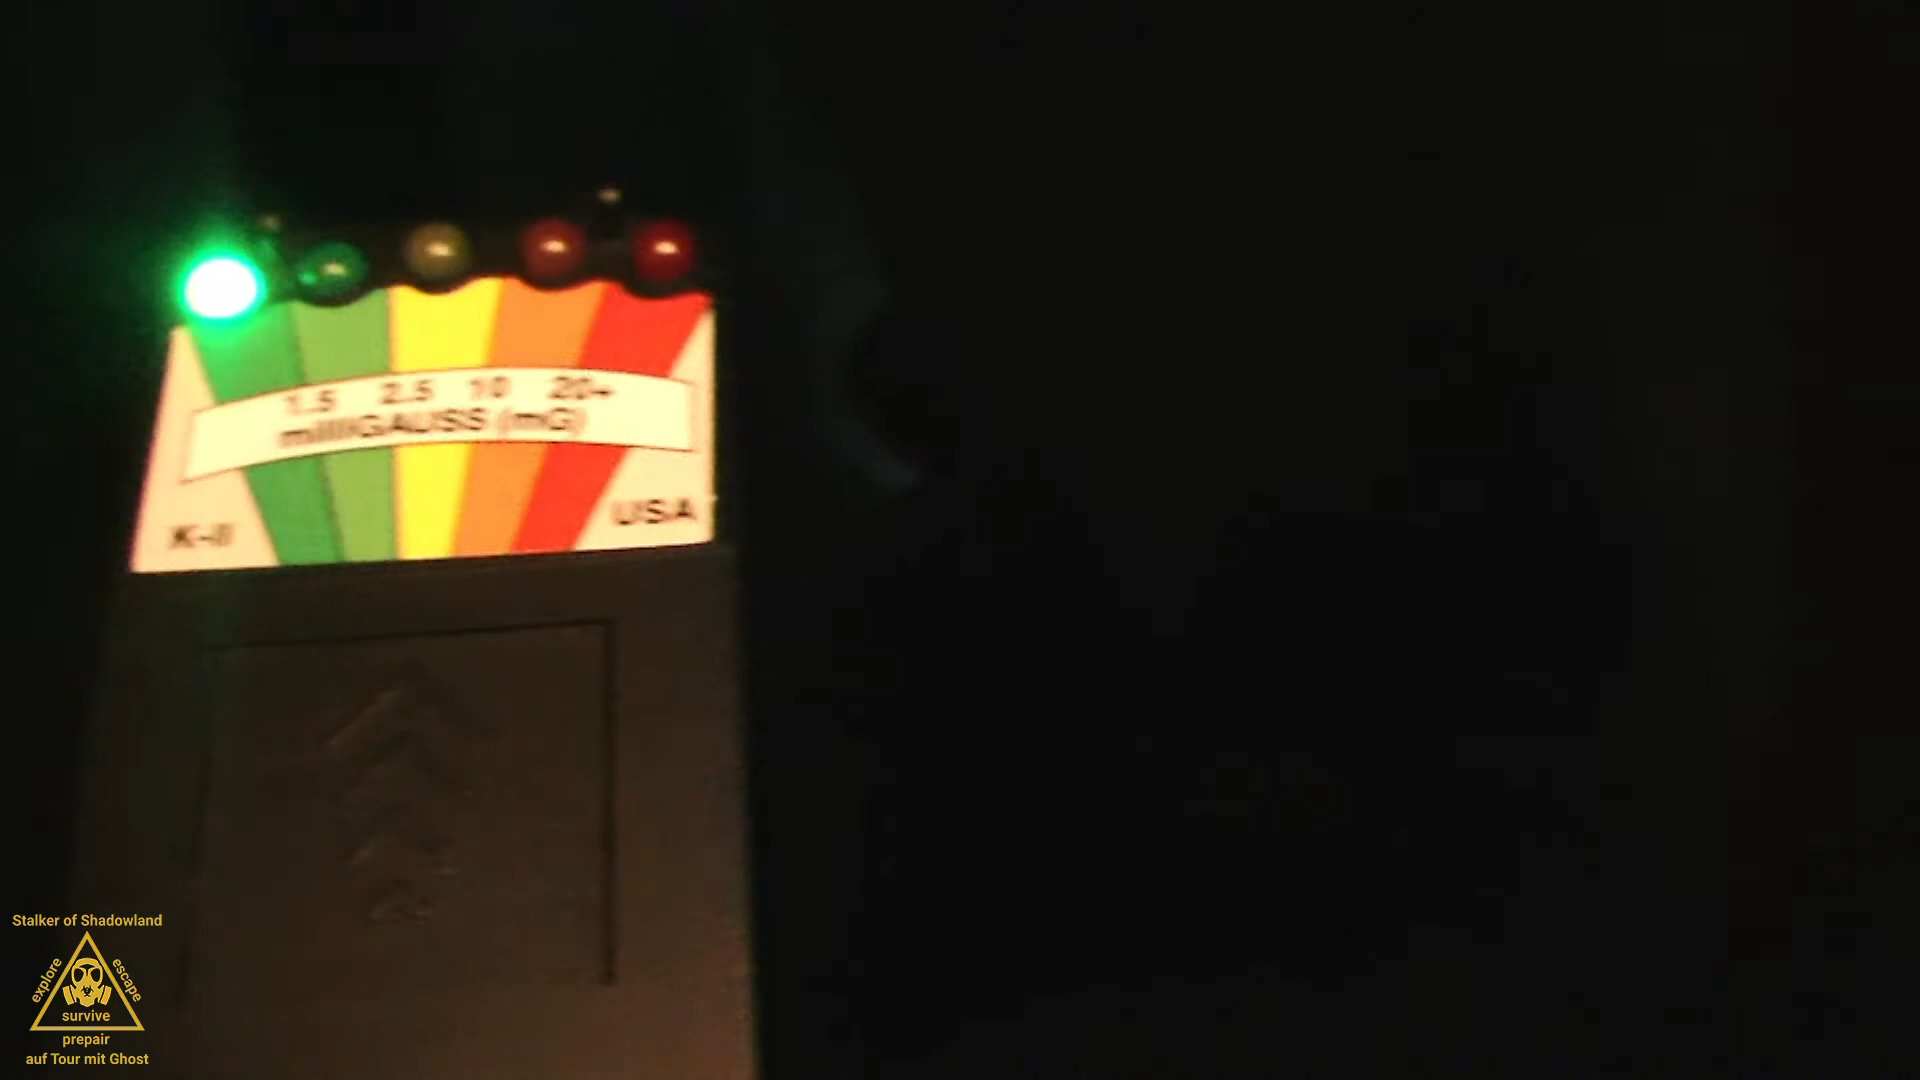 1.5 2.5 10 20+
milliGAUSS (mG)
K-II
USA
Stalker of Shadowland
explore
escape
survive
prepair
auf Tour mit Ghost